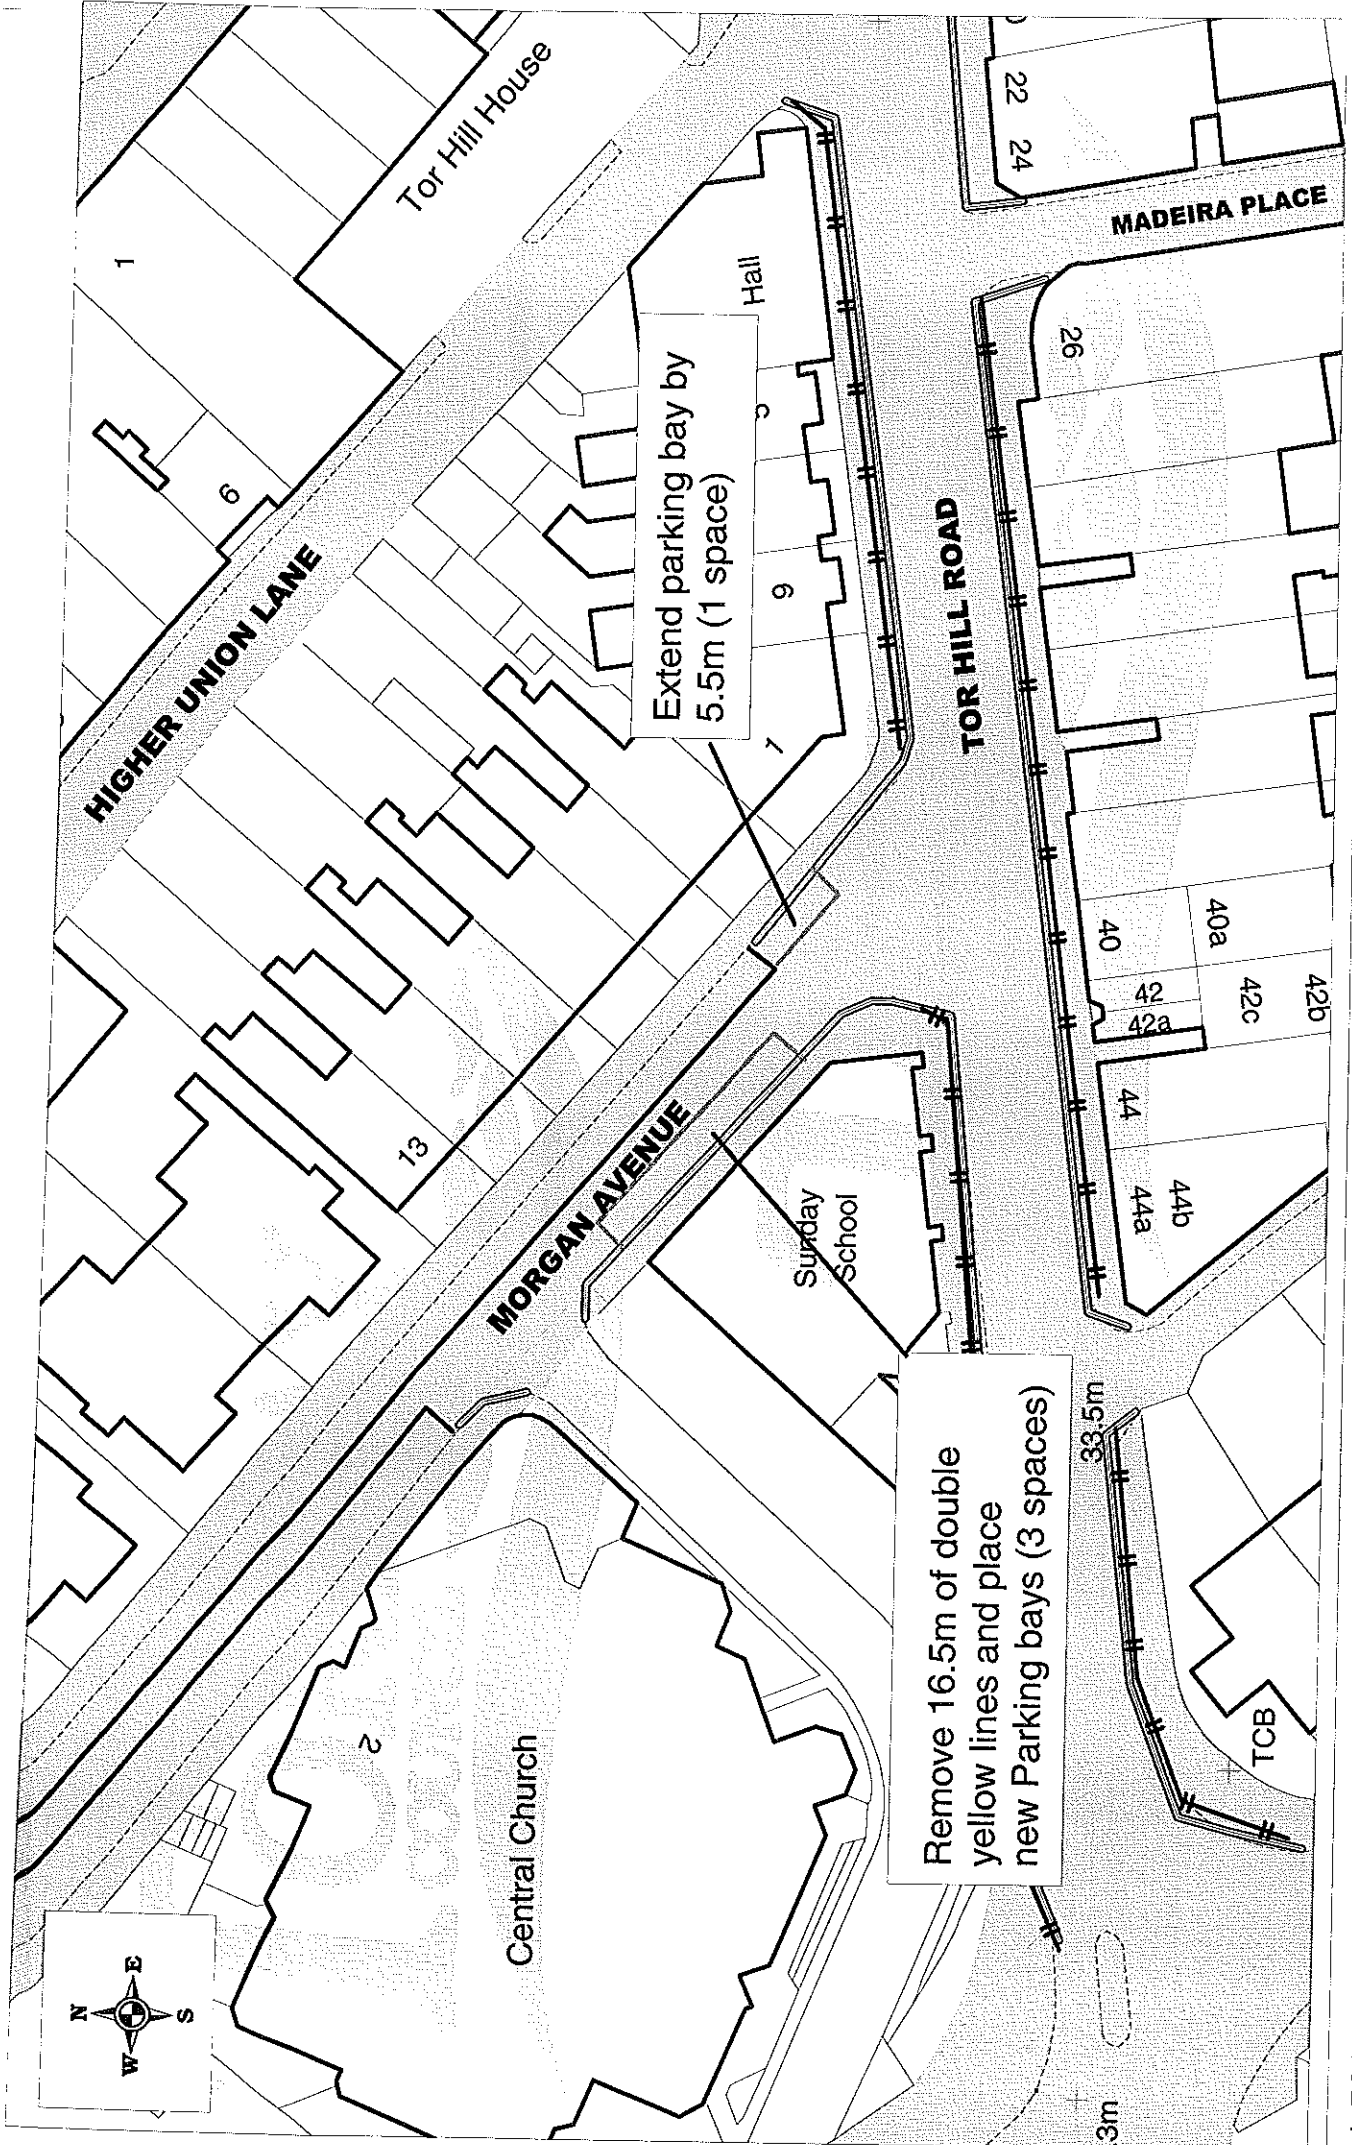 Tor Hill House
22
24
MADEIRA PLACE
1
Hall
26
6
HIGHER UNION LANE
Extend parking bay by
5.5m (1 space)
5
9
TOR HILL ROAD
1
40
40a
42
42a
42c
42b
13
MORGAN AVENUE
44
44a
44b
Sunday
School
33.5m
Remove 16.5m of double
yellow lines and place
new Parking bays (3 spaces)
2
Central Church
TCB
N
E
S
W